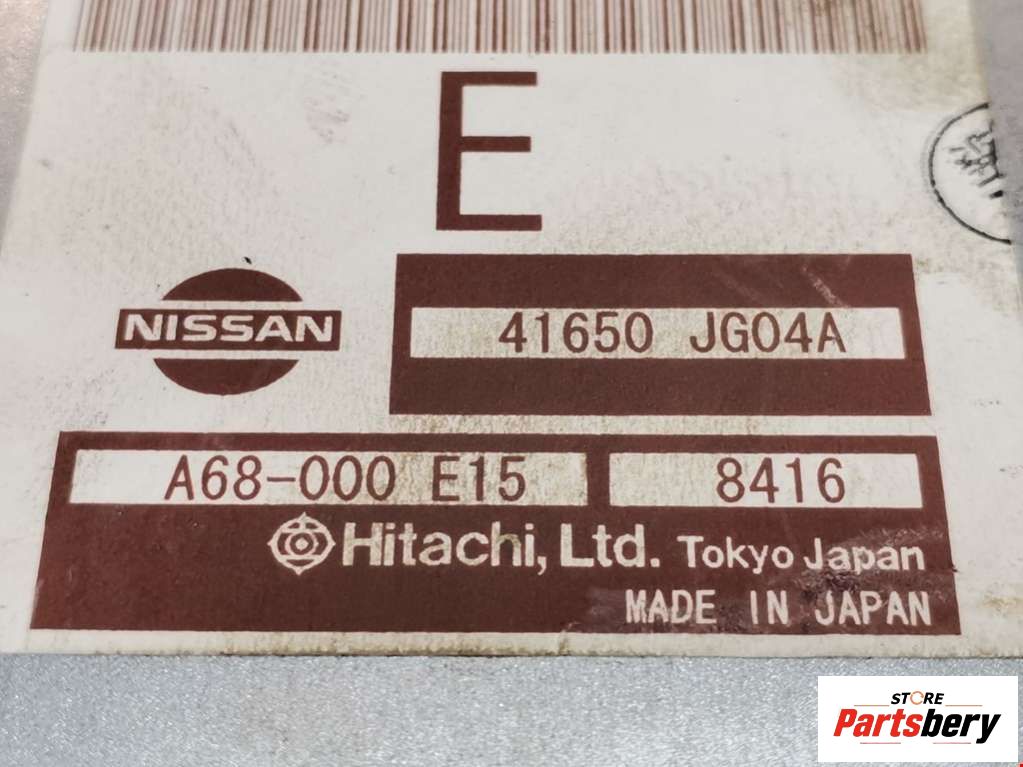 E
NISSAN
41650 JG04A
A68-000 E15
8416
Hitachi, Ltd. Tokyo Japan
MADE IN JAPAN
STORE
Partsbery